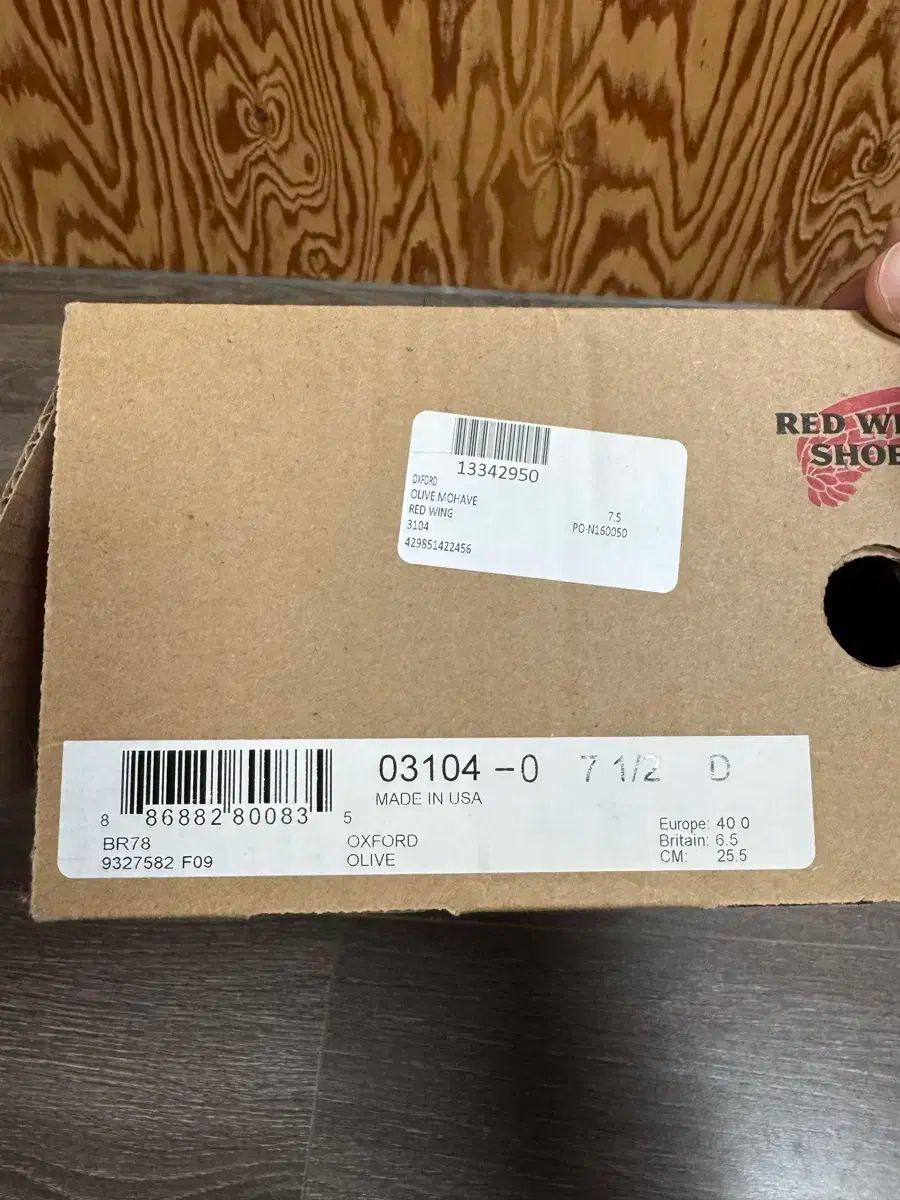 RED WI
SHOE
13342950
OXFORD
OLIVE MOHAVE
RED WING
3104
429851422456
7.5
PO-N160050
03104 -0 7 1/2 D
MADE IN USA
8 86882 80083 5
BR78
9327582 F09
OXFORD
OLIVE
Europe: 40 0
Britain: 6.5
CM: 25.5